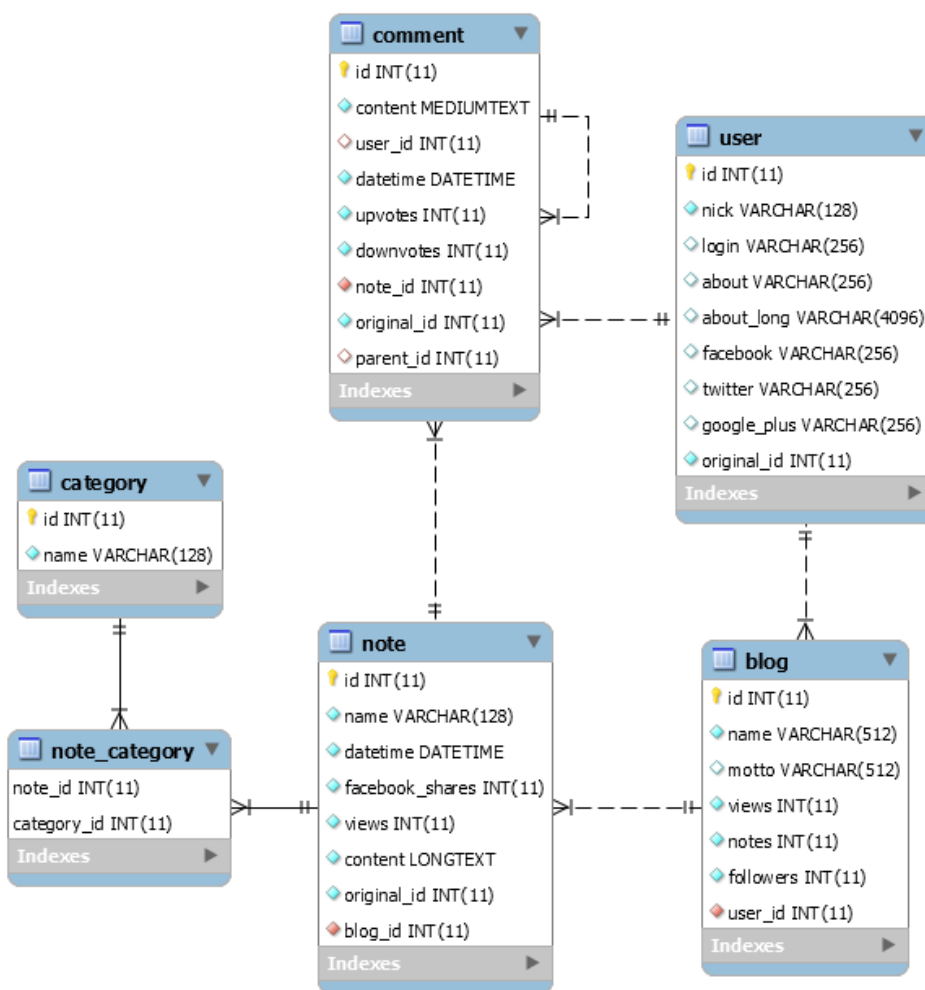 comment
id INT(11)
content MEDIUMTEXT
user_id INT(11)
datetime DATETIME
upvotes INT(11)
downvotes INT(11)
note_id INT(11)
original_id INT(11)
parent_id INT(11)
Indexes
user
id INT(11)
nick VARCHAR(128)
login VARCHAR(256)
about VARCHAR(256)
about_long VARCHAR(4096)
facebook VARCHAR(256)
twitter VARCHAR(256)
google_plus VARCHAR(256)
original_id INT(11)
Indexes
category
id INT(11)
name VARCHAR(128)
Indexes
note_category
note_id INT(11)
category_id INT(11)
Indexes
note
id INT(11)
name VARCHAR(128)
datetime DATETIME
facebook_shares INT(11)
views INT(11)
content LONGTEXT
original_id INT(11)
blog_id INT(11)
Indexes
blog
id INT(11)
name VARCHAR(512)
motto VARCHAR(512)
views INT(11)
notes INT(11)
followers INT(11)
user_id INT(11)
Indexes